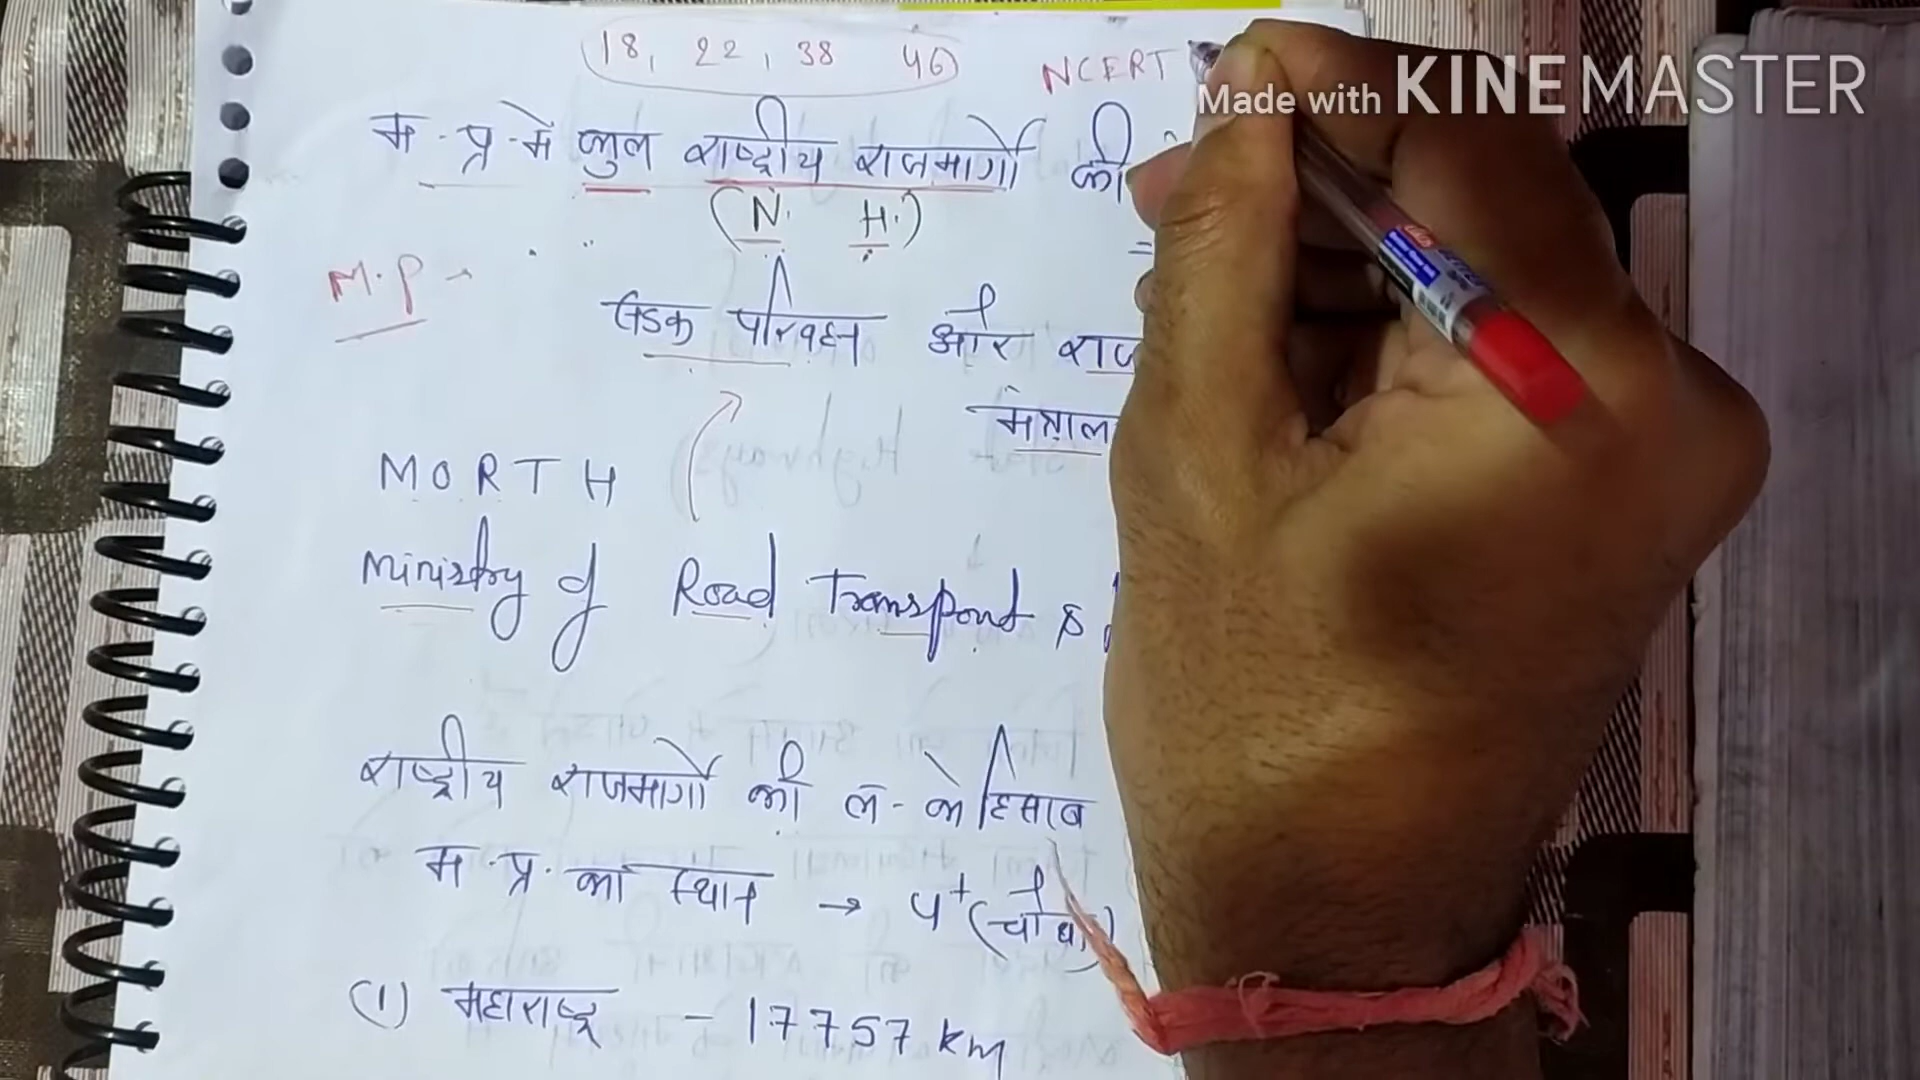 18, 22, 38 46 NCERT
Made with KINEMASTER
म.प्र.में कुल राष्ट्रीय राजमार्गो की
(N. H.)
M.P →
सडक परिवहन और राज
मंत्राल
MORTH
Ministry of Road Transport &
राष्ट्रीय राजमार्गो की ल. के हिसाब
म.प्र. का स्थान → 4th (चौथा)
(1) महाराष्ट्र - 17757 km